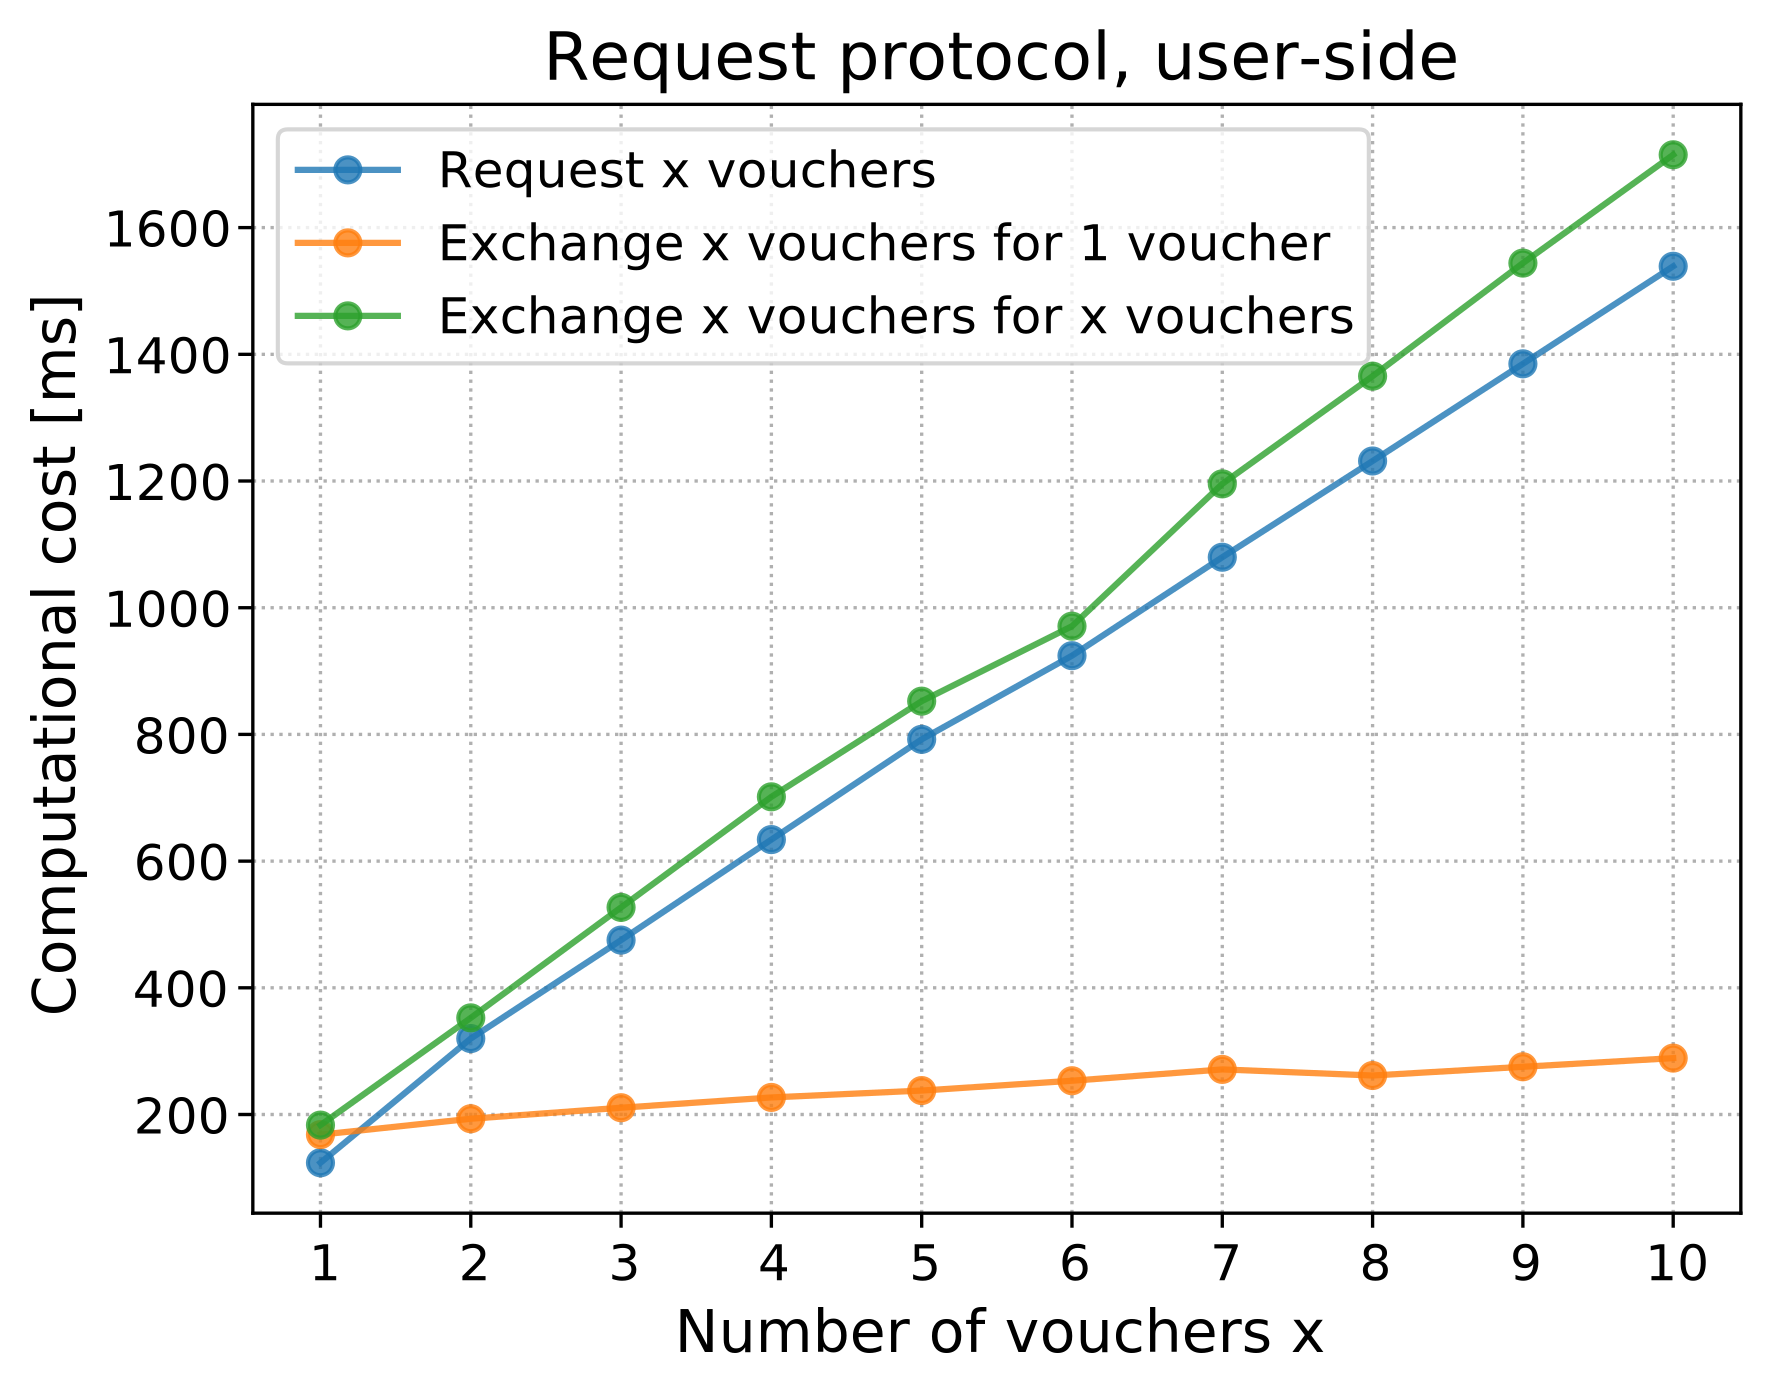 Request protocol, user-side
Request x vouchers
Exchange x vouchers for 1 voucher
Exchange x vouchers for x vouchers
Computational cost [ms]
1600
1400
1200
1000
800
600
400
200
1 2 3 4 5 6 7 8 9 10
Number of vouchers x